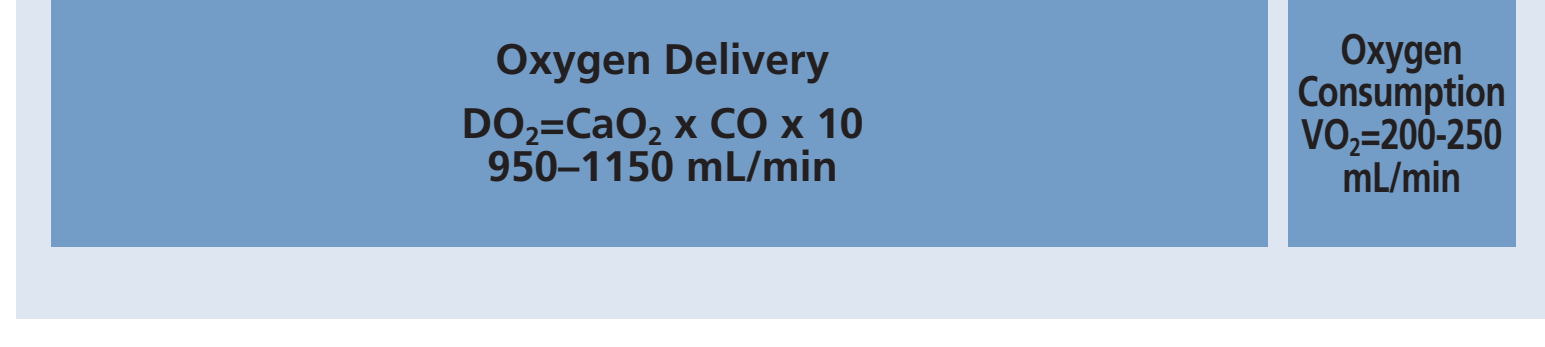 Oxygen Delivery
DO₂=CaO₂ x CO x 10
950–1150 mL/min
Oxygen
Consumption
VO₂=200-250
mL/min